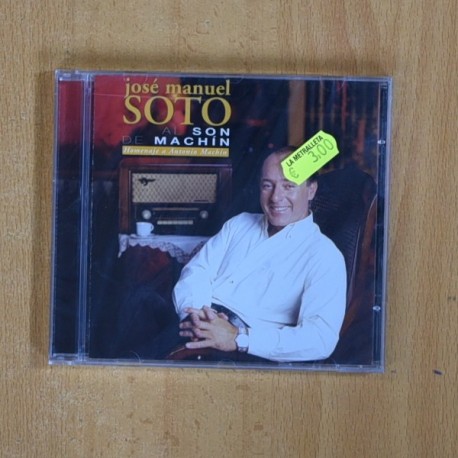 josé manuel
SOTO
AL SON
DE MACHÍN
Homenaje a Antonio Machín
LA METRALLETA
€ 3,00